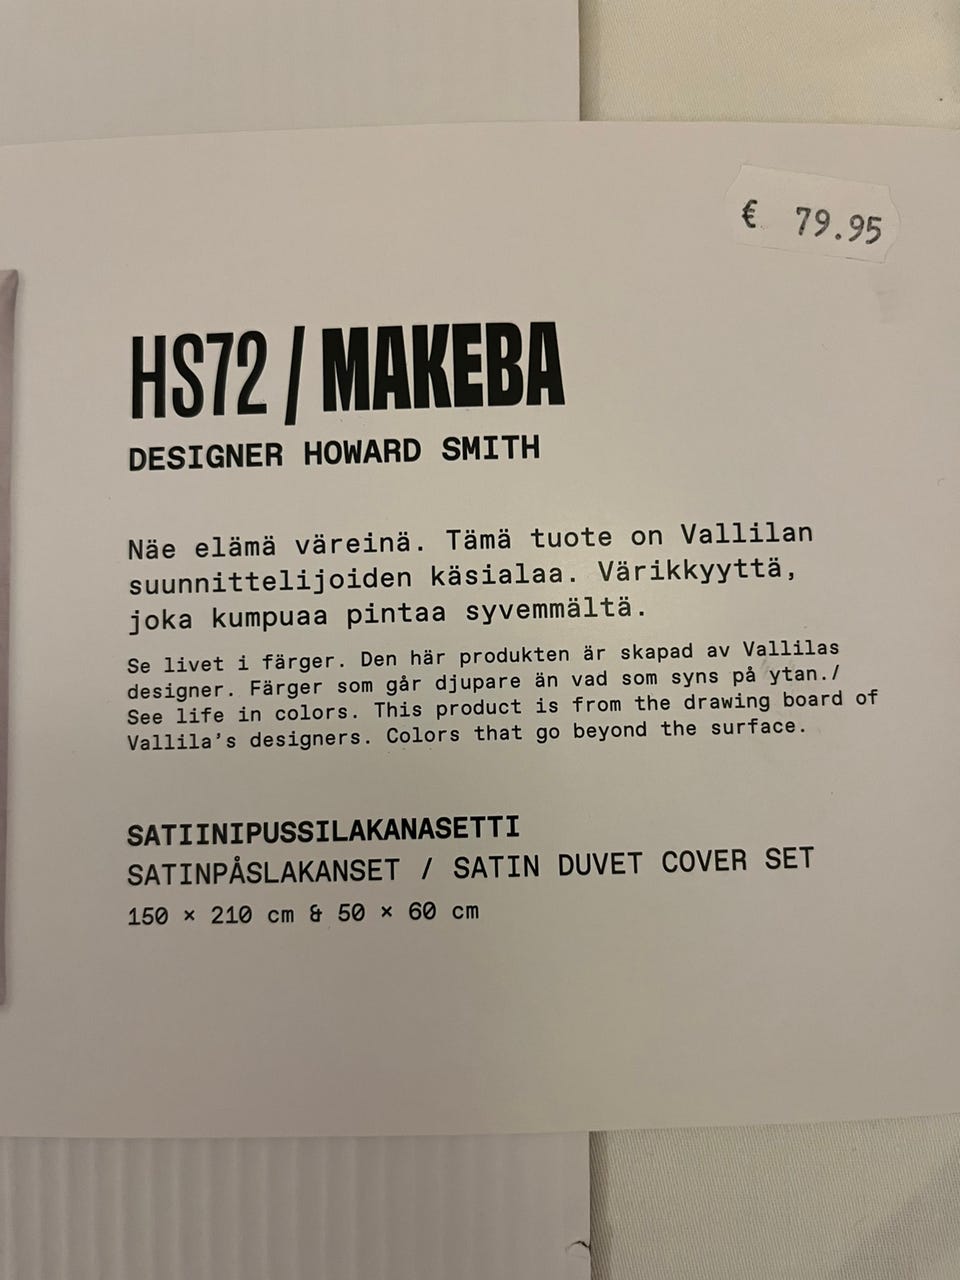 € 79.95
HS72 / MAKEBA
DESIGNER HOWARD SMITH
Näe elämä väreinä. Tämä tuote on Vallilan
suunnittelijoiden käsialaa. Värikkyyttä,
joka kumpuaa pintaa syvemmältä.
Se livet i färger. Den här produkten är skapad av Vallilas
designer. Färger som går djupare än vad som syns på ytan./
See life in colors. This product is from the drawing board of
Vallila's designers. Colors that go beyond the surface.
SATIINIPUSSILAKANASETTI
SATINPÅSLAKANSET / SATIN DUVET COVER SET
150 × 210 cm & 50 × 60 cm